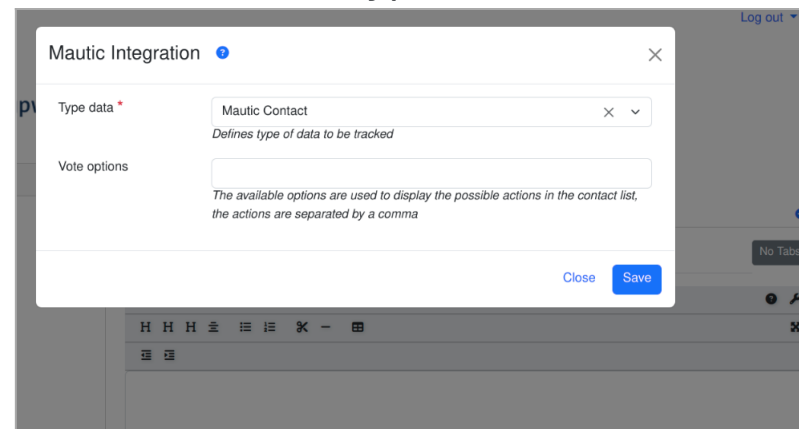 Log out
Mautic Integration
Type data *
Mautic Contact
Defines type of data to be tracked
Vote options
The available options are used to display the possible actions in the contact list,
the actions are separated by a comma
No Tabs
Close Save
H H H